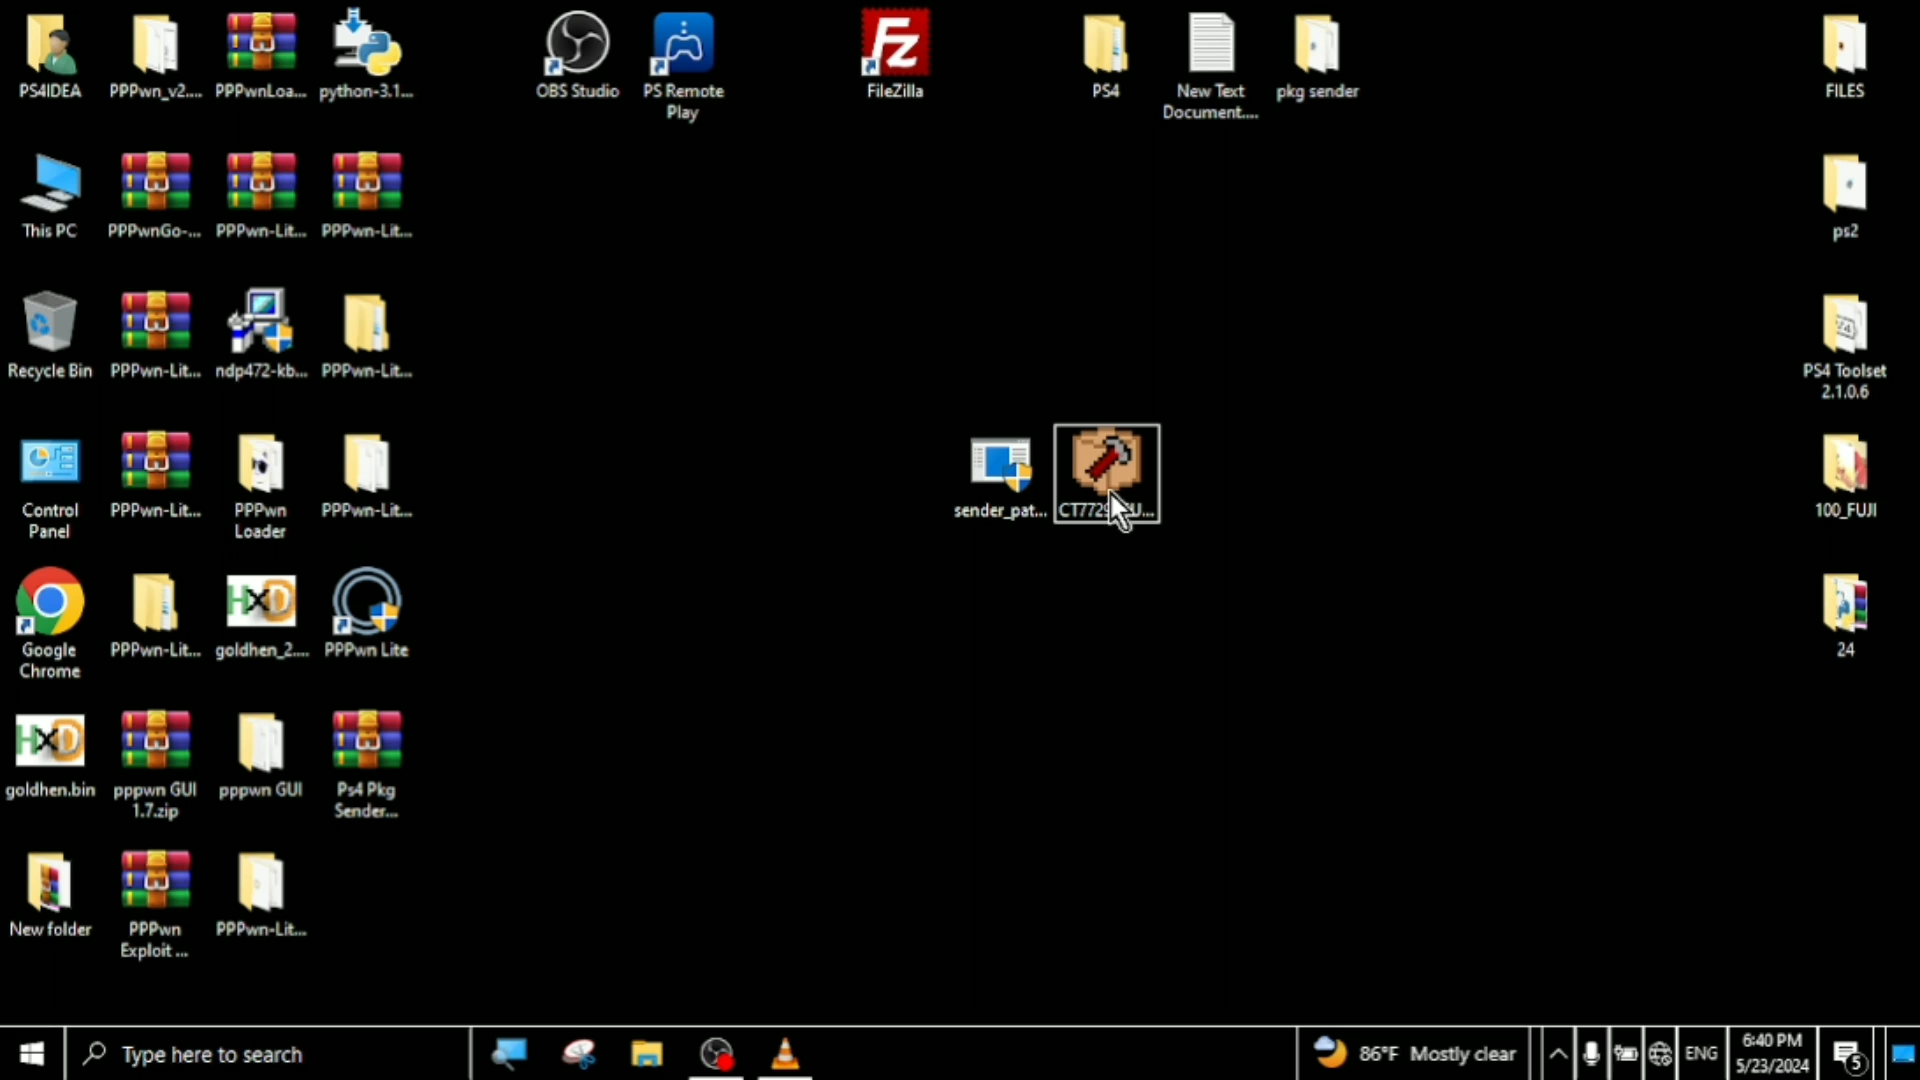 PS4IDEA
PPPwn_v2....
PPPwnLoa...
python-3.1...
OBS Studio
PS Remote
Play
Fz
FileZilla
PS4
New Text
Document....
pkg sender
FILES
This PC
PPPwnGo-...
PPPwn-Lit...
PPPwn-Lit...
ps2
Recycle Bin
PPPwn-Lit...
ndp472-kb...
PPPwn-Lit...
PS4 Toolset
2.1.0.6
Control
Panel
PPPwn-Lit...
PPPwn
Loader
PPPwn-Lit...
sender_pat...
100_FUJI
Google
Chrome
PPPwn-Lit...
HxD
goldhen_2....
PPPwn Lite
24
HxD
goldhen.bin
pppwn GUI
1.7.zip
pppwn GUI
Ps4 Pkg
Sender...
New folder
PPPwn
Exploit ...
PPPwn-Lit...
Type here to search
86°F Mostly clear
ENG
6:40 PM
5/23/2024
5